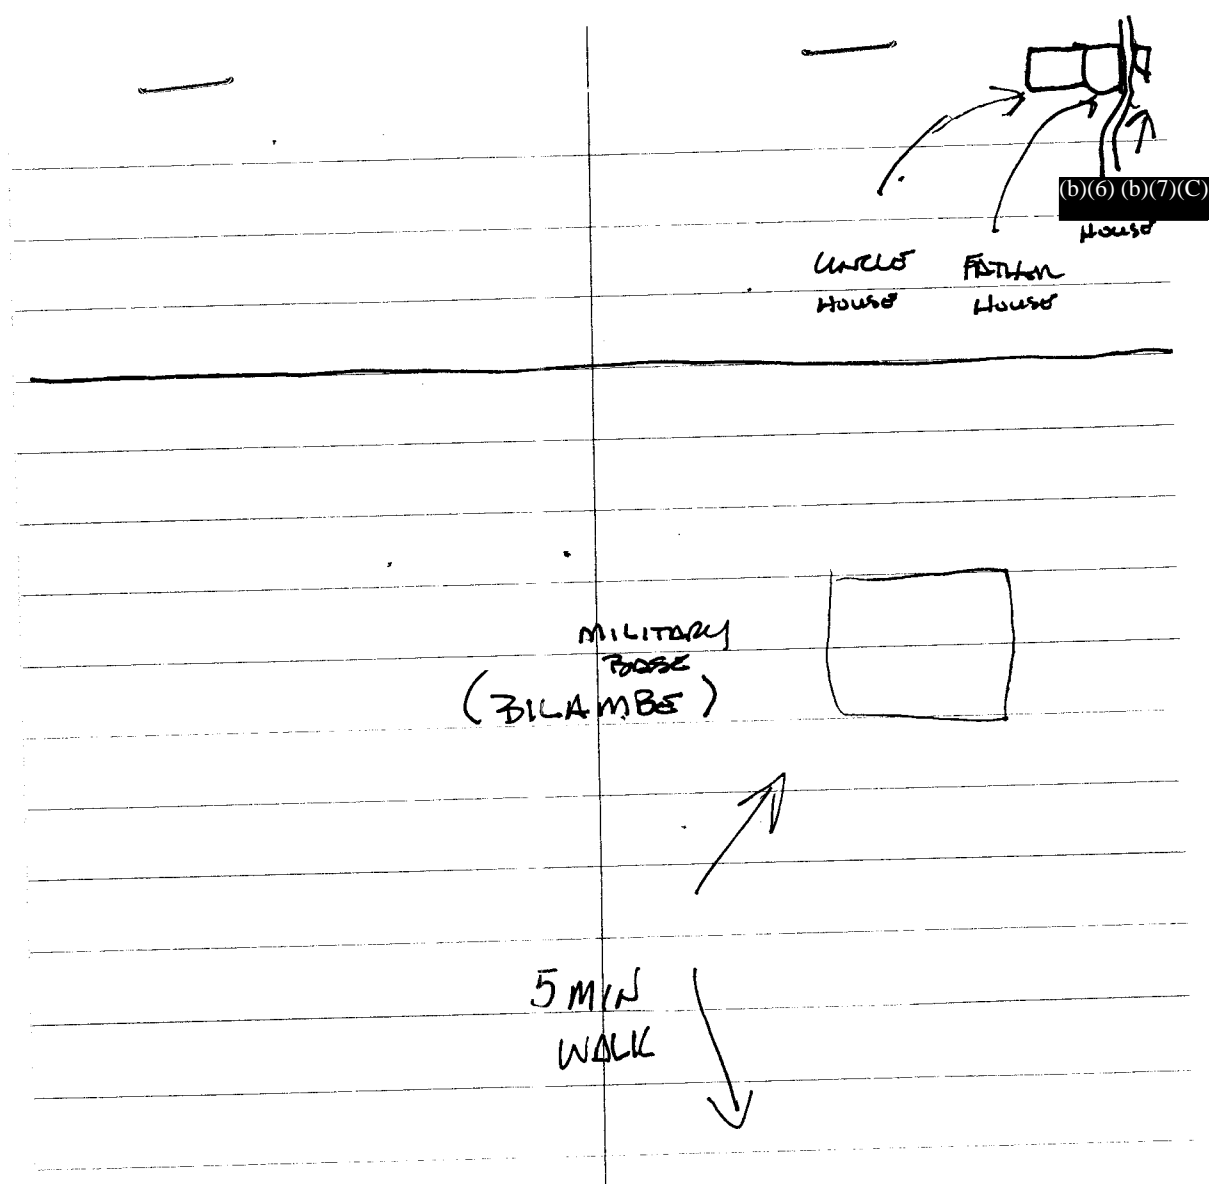 (b)(6) (b)(7)(C)
HOUSE
UNCLE
HOUSE
FATHER
HOUSE
MILITARY
BASE
(BILAMBE)
5 MIN
WALK